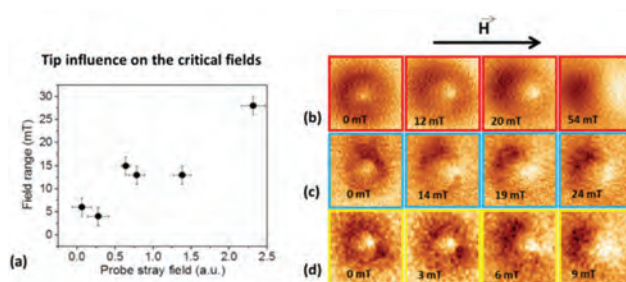 Tip influence on the critical fields
Field range (mT)
30
25
20
15
10
5
0
0.0 0.5 1.0 1.5 2.0 2.5
Probe stray field (a.u.)
(a)
H
(b)
0 mT 12 mT 20 mT 54 mT
(c)
0 mT 14 mT 19 mT 24 mT
(d)
0 mT 3 mT 6 mT 9 mT